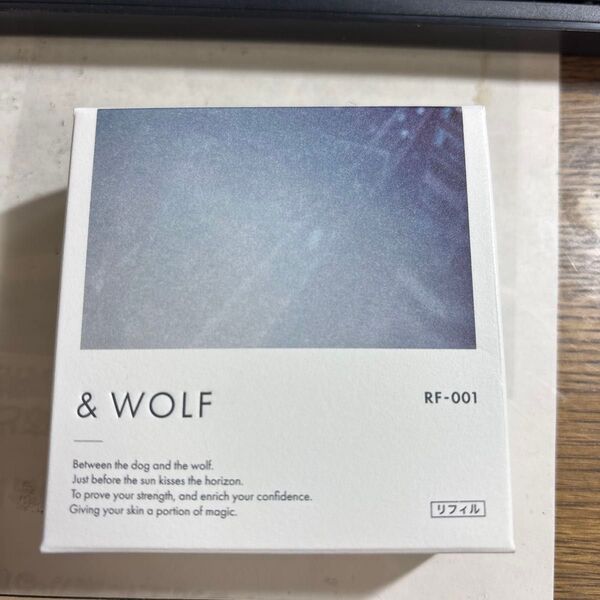 & WOLF
RF-001
Between the dog and the wolf.
Just before the sun kisses the horizon.
To prove your strength, and enrich your confidence.
Giving your skin a portion of magic.
リフィル